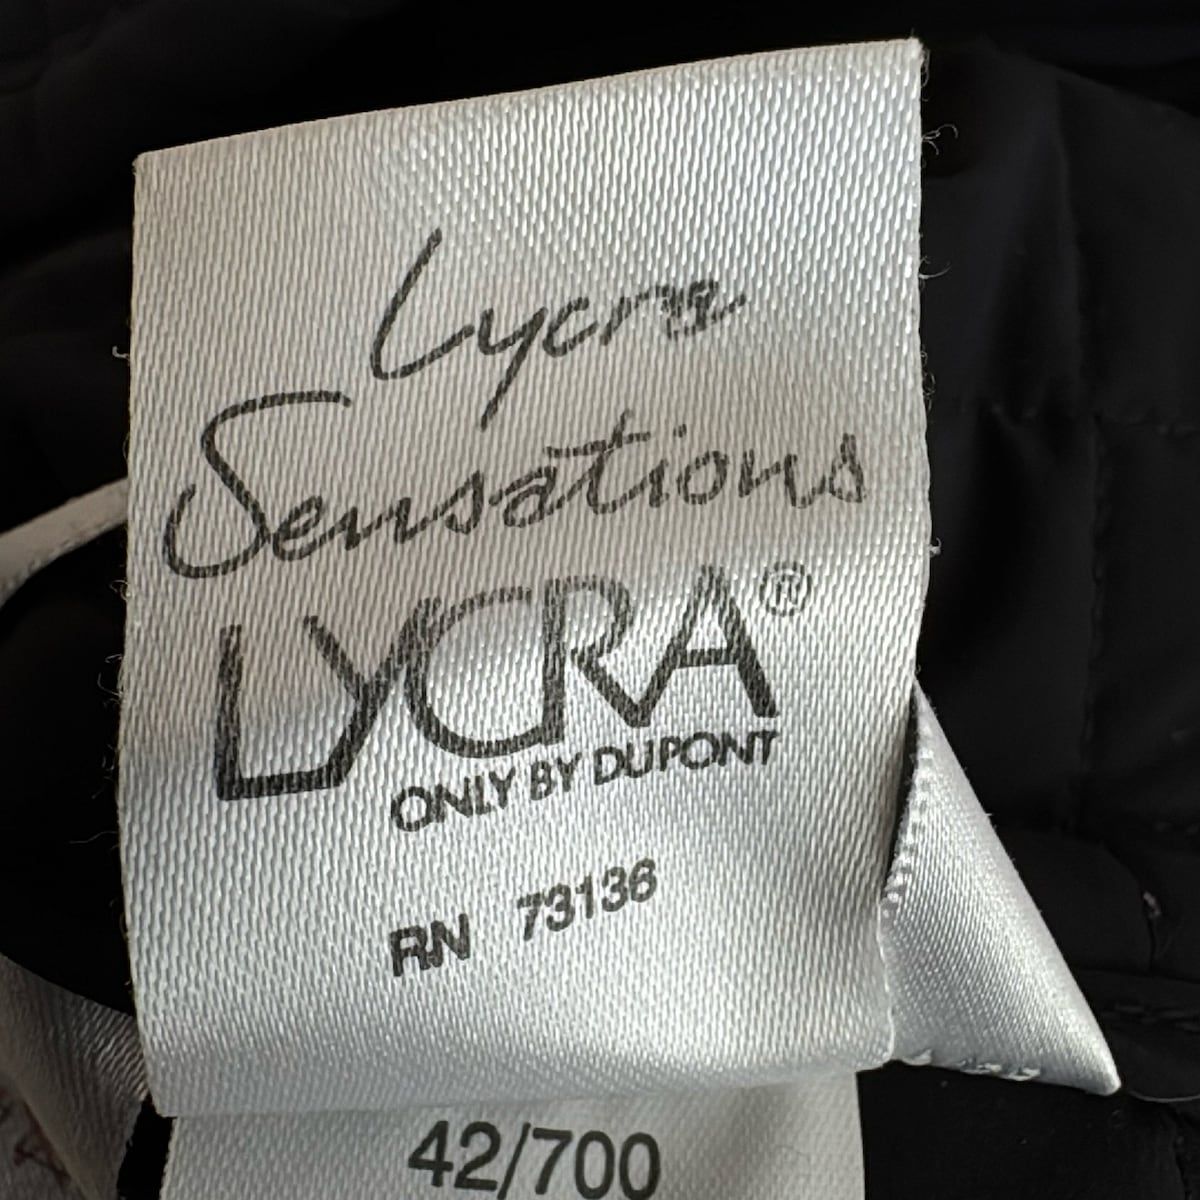 Lycra
Sensations
LYCRA®
ONLY BY DUPONT
RN 73136
42/700